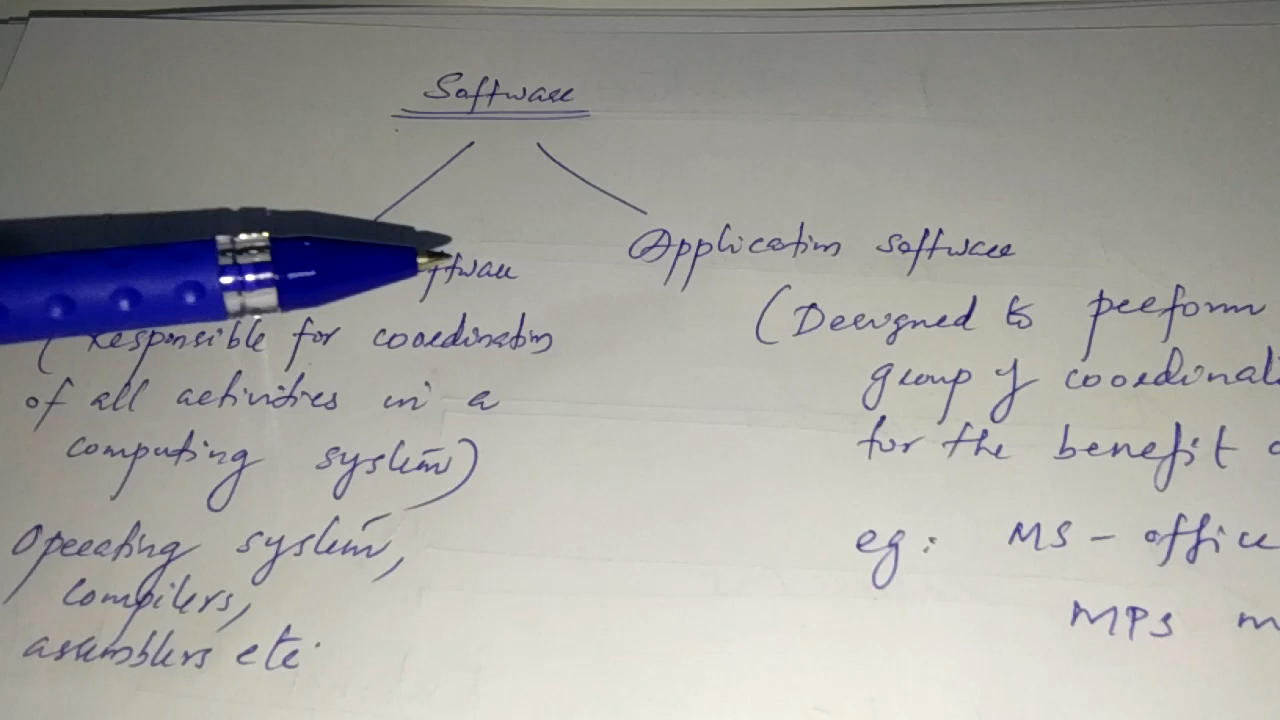 Software
Application software
software
(responsible for coordination
of all activities in a
computing system)
Operating system,
compilers,
assemblers etc.
(Designed to perform
group of
for the benefit
eg: MS - office
MPS